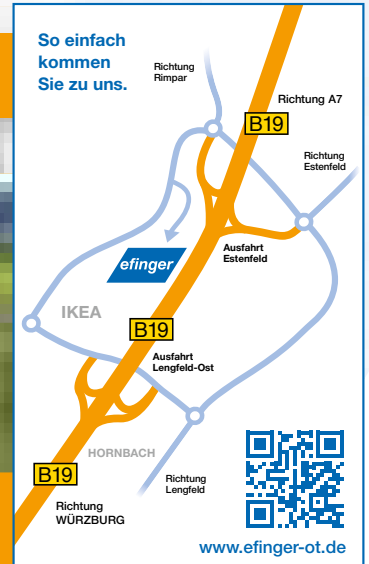 So einfach
kommen
Sie zu uns.
Richtung
Rimpar
Richtung A7
B19
Richtung
Estenfeld
Ausfahrt
Estenfeld
efinger
IKEA
B19
Ausfahrt
Lengfeld-Ost
HORNBACH
B19
Richtung
Lengfeld
Richtung
WÜRZBURG
www.efinger-ot.de